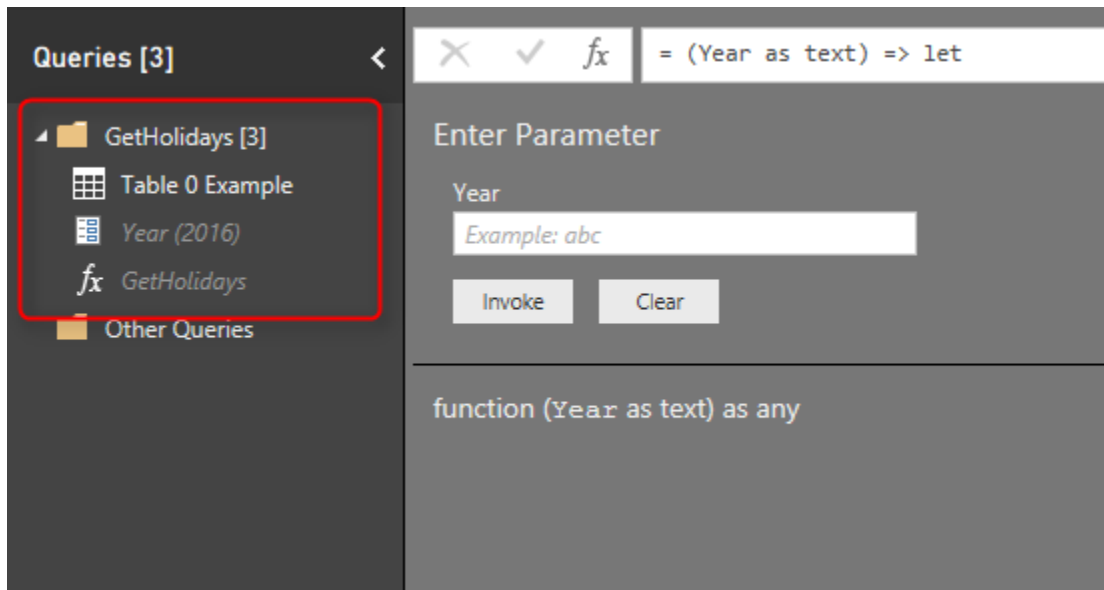 Queries [3]
GetHolidays [3]
Table 0 Example
Year (2016)
GetHolidays
Other Queries
fx = (Year as text) => let
Enter Parameter
Year
Example: abc
Invoke Clear
function (Year as text) as any